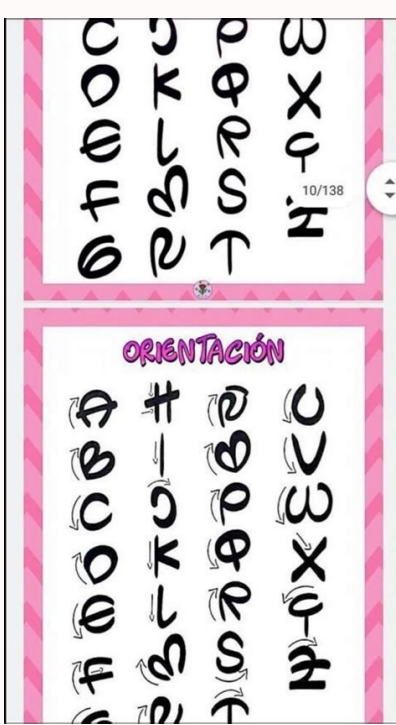 C J P W
D K Q X
E L R Y
F M S Z
10/138
G N T
ORIENTACIÓN
A H Ñ U
B I O V
C J P W
D K Q X
E L R Y
F M S Z
G N T